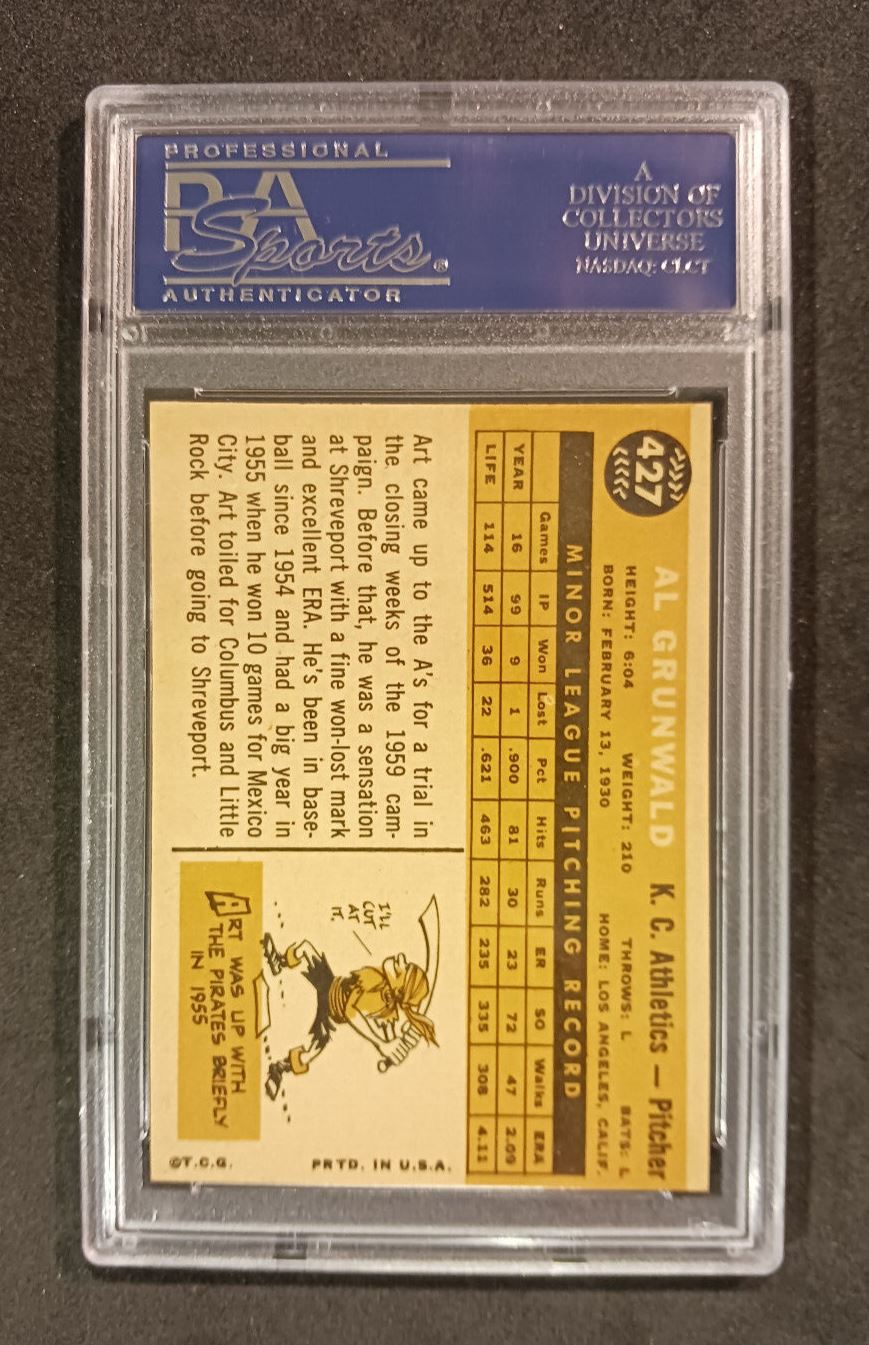 PROFESSIONAL
PSA
Sports®
AUTHENTICATOR
A
DIVISION OF
COLLECTORS
UNIVERSE
NASDAQ: CLCT
427
AL GRUNWALD K. C. Athletics — Pitcher
HEIGHT: 6:04 WEIGHT: 210 THROWS: L BATS: L
BORN: FEBRUARY 13, 1930 HOME: LOS ANGELES, CALIF.
MINOR LEAGUE PITCHING RECORD
Games IP Won Lost Pct Hits Runs ER SO Walks ERA
YEAR 16 99 9 1 .900 81 30 23 72 47 2.09
LIFE 114 514 36 22 .621 463 282 235 335 308 4.11
Art came up to the A's for a trial in
the closing weeks of the 1959 cam-
paign. Before that, he was a sensation
at Shreveport with a fine won-lost mark
and excellent ERA. He's been in base-
ball since 1954 and had a big year in
1955 when he won 10 games for Mexico
City. Art toiled for Columbus and Little
Rock before going to Shreveport.
I'LL
CUT
AT
IT.
ART WAS UP WITH
THE PIRATES BRIEFLY
IN 1955
PRTD. IN U.S.A.
©T.C.G.